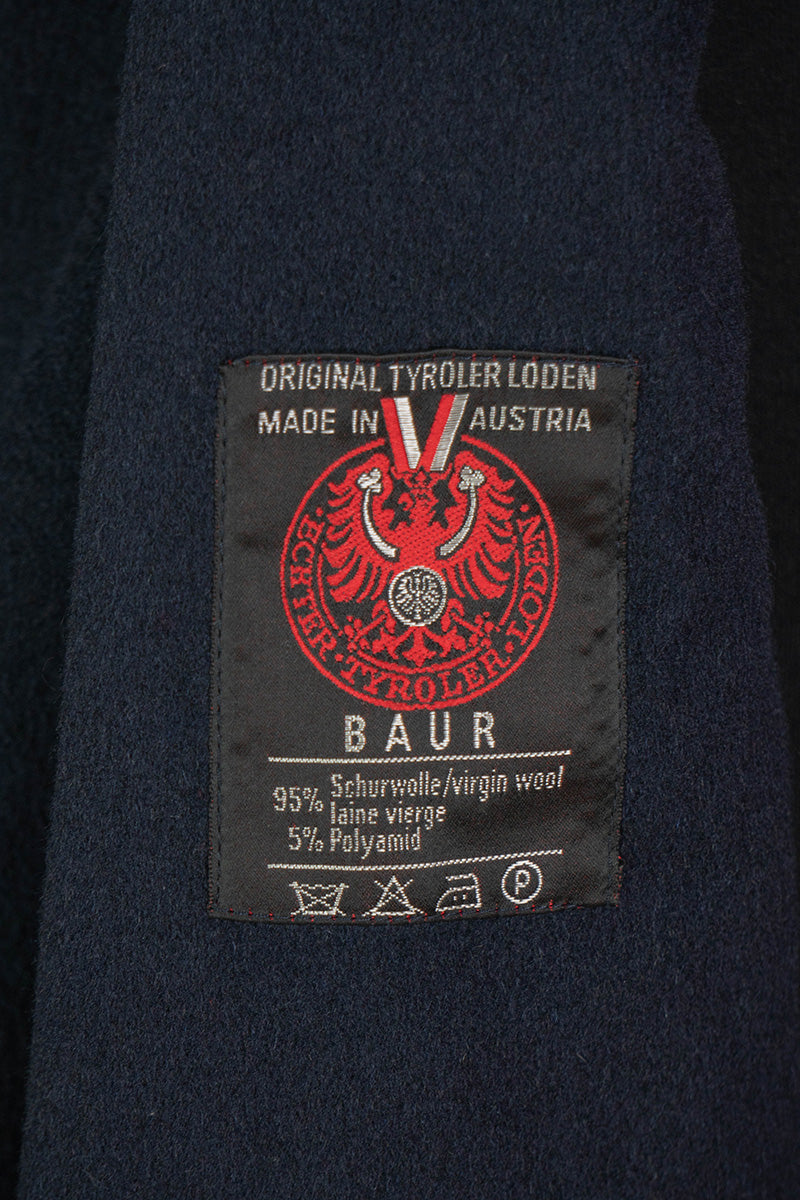 ORIGINAL TYROLER LODEN
MADE IN AUSTRIA
· ECHTER · TYROLER · LODEN ·
BAUR
95% Schurwolle/virgin wool
laine vierge
5% Polyamid
P